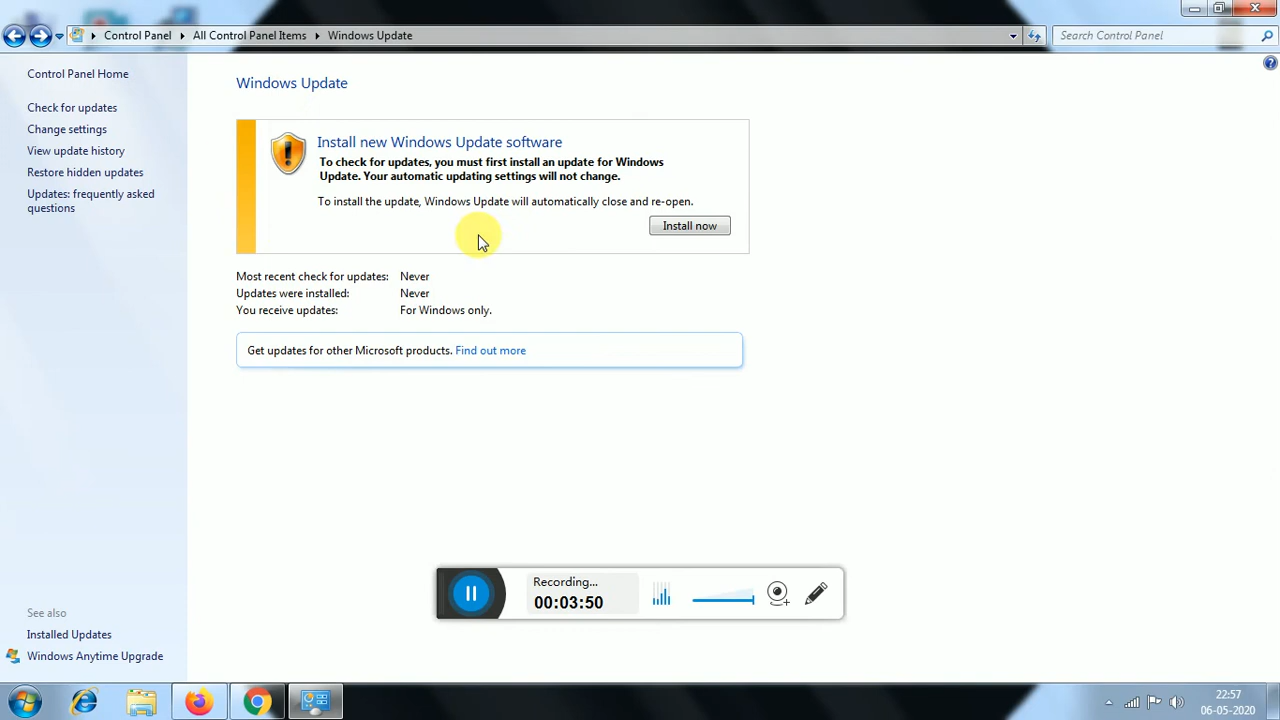 Control Panel
All Control Panel Items
Windows Update
Search Control Panel
Control Panel Home
Check for updates
Change settings
View update history
Restore hidden updates
Updates: frequently asked
questions
Windows Update
Install new Windows Update software
To check for updates, you must first install an update for Windows
Update. Your automatic updating settings will not change.
To install the update, Windows Update will automatically close and re-open.
Install now
Most recent check for updates: Never
Updates were installed: Never
You receive updates: For Windows only.
Get updates for other Microsoft products. Find out more
Recording...
00:03:50
See also
Installed Updates
Windows Anytime Upgrade
22:57
06-05-2020